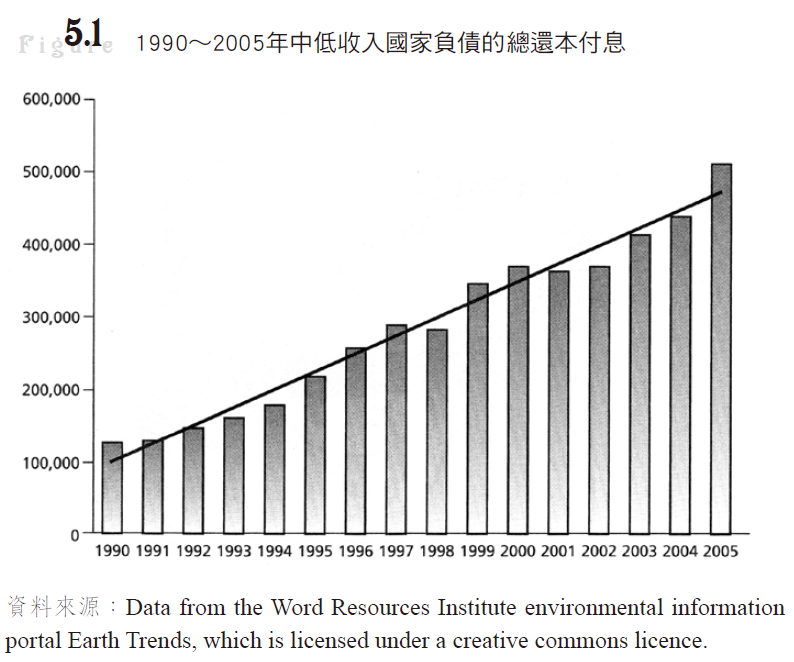 Figure 5.1 1990～2005年中低收入國家負債的總還本付息
600,000
500,000
400,000
300,000
200,000
100,000
0
1990 1991 1992 1993 1994 1995 1996 1997 1998 1999 2000 2001 2002 2003 2004 2005
資料來源：Data from the Word Resources Institute environmental information
portal Earth Trends, which is licensed under a creative commons licence.